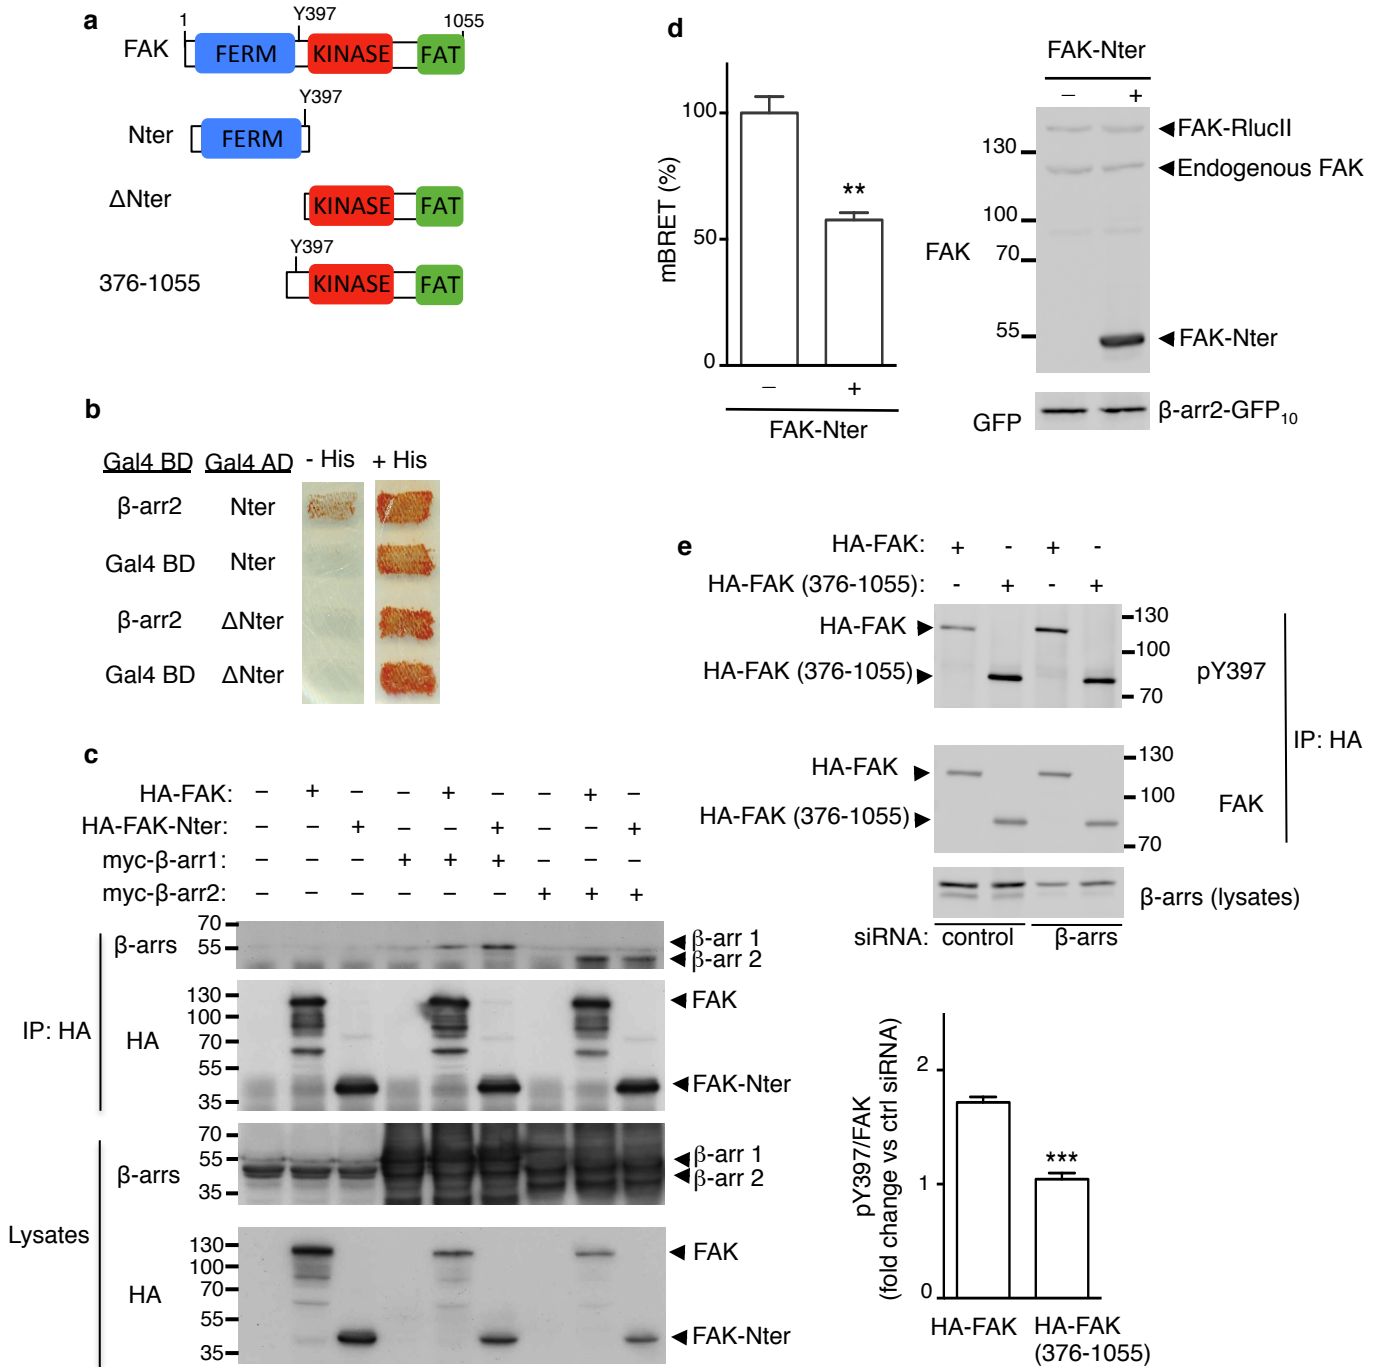 a
1
Y397
1055
FAK
FERM
KINASE
FAT
Y397
Nter
FERM
ΔNter
KINASE
FAT
Y397
376-1055
KINASE
FAT
b
Gal4 BD Gal4 AD - His + His
β-arr2 Nter
Gal4 BD Nter
β-arr2 ΔNter
Gal4 BD ΔNter
c
HA-FAK: – + – – + – – + –
HA-FAK-Nter: – – + – – + – – +
myc-β-arr1: – – – + + + – – –
myc-β-arr2: – – – – – – + + +
IP: HA
β-arrs
70
55
β-arr 1
β-arr 2
HA
130
100
70
55
35
FAK
FAK-Nter
Lysates
β-arrs
70
55
35
β-arr 1
β-arr 2
HA
130
100
70
55
35
FAK
FAK-Nter
d
mBRET (%)
100
50
0
**
– +
FAK-Nter
FAK-Nter
– +
FAK
130
100
70
55
FAK-RlucII
Endogenous FAK
FAK-Nter
GFP
β-arr2-GFP10
e
HA-FAK: + - + -
HA-FAK (376-1055): - + - +
HA-FAK
HA-FAK (376-1055)
130
100
70
pY397
IP: HA
HA-FAK
HA-FAK (376-1055)
130
100
70
FAK
β-arrs (lysates)
siRNA: control β-arrs
pY397/FAK
(fold change vs ctrl siRNA)
2
1
0
***
HA-FAK
HA-FAK
(376-1055)